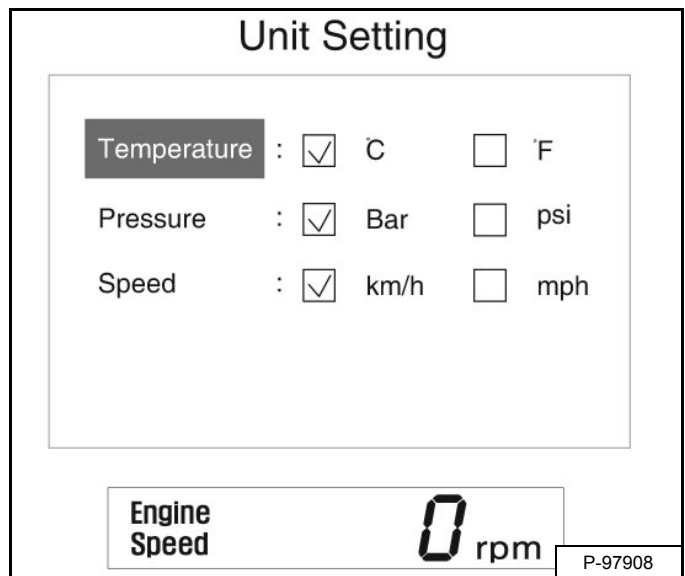 Unit Setting
Temperature : ℃ ℉
Pressure : Bar psi
Speed : km/h mph
Engine
Speed
0 rpm
P-97908